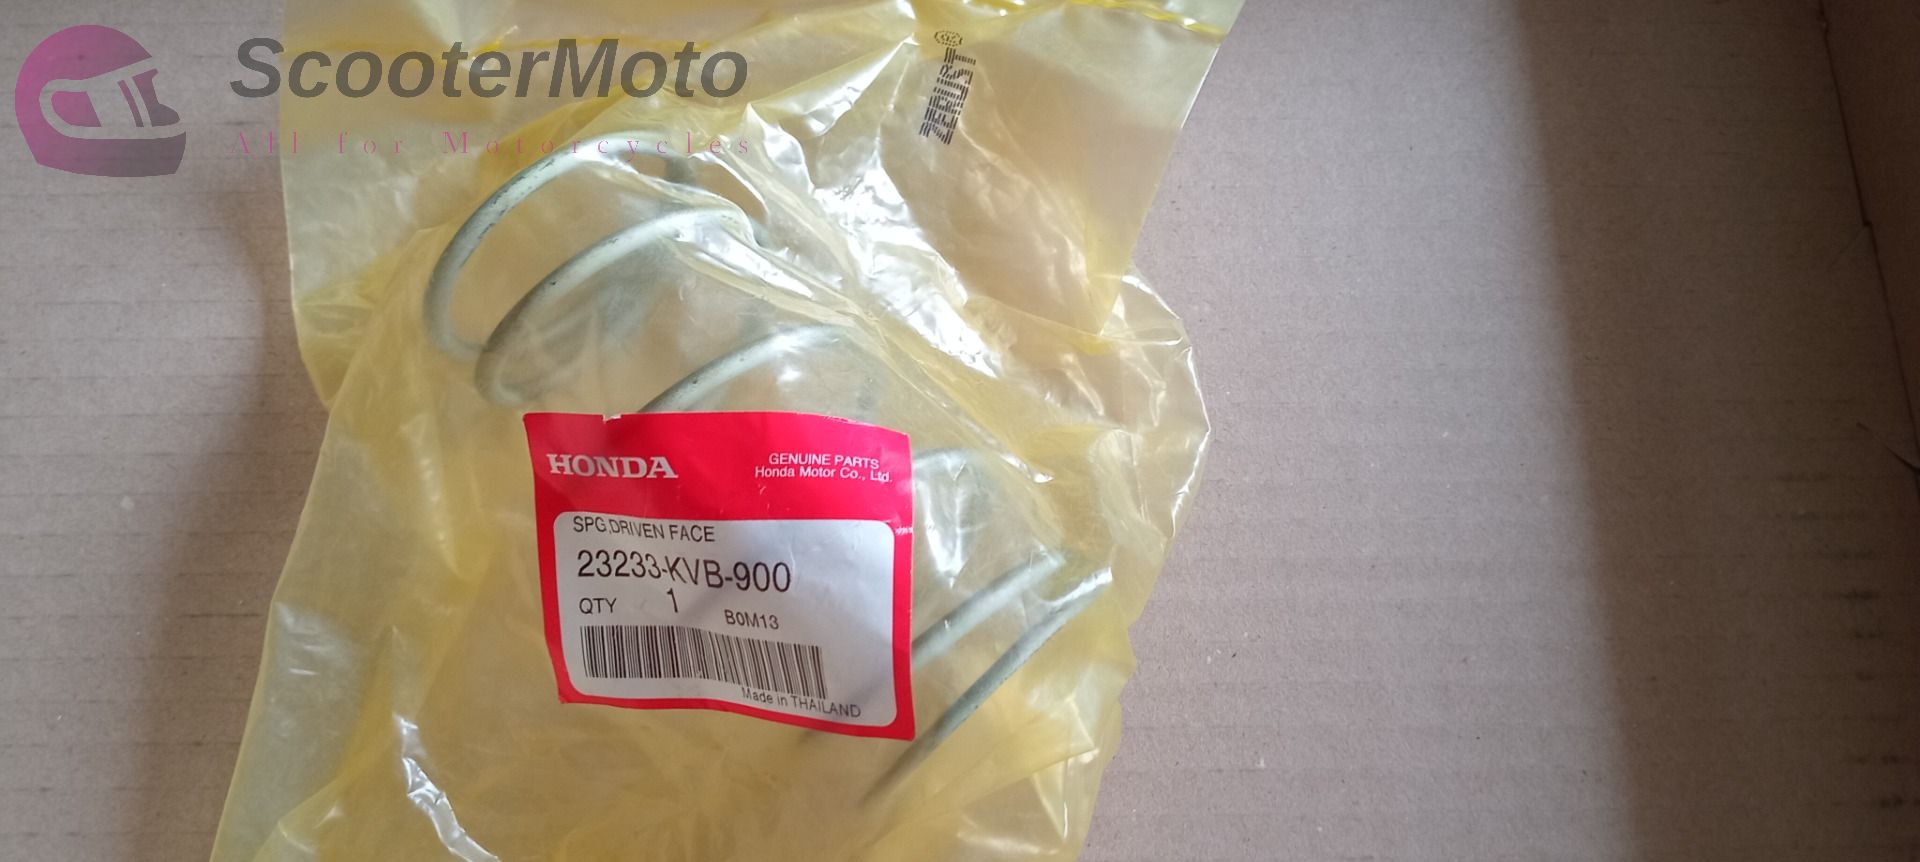 ScooterMoto
All for Motorcycles
ZERUST®
HONDA
GENUINE PARTS
Honda Motor Co., Ltd.
SPG,DRIVEN FACE
23233-KVB-900
QTY 1
B0M13
Made in THAILAND